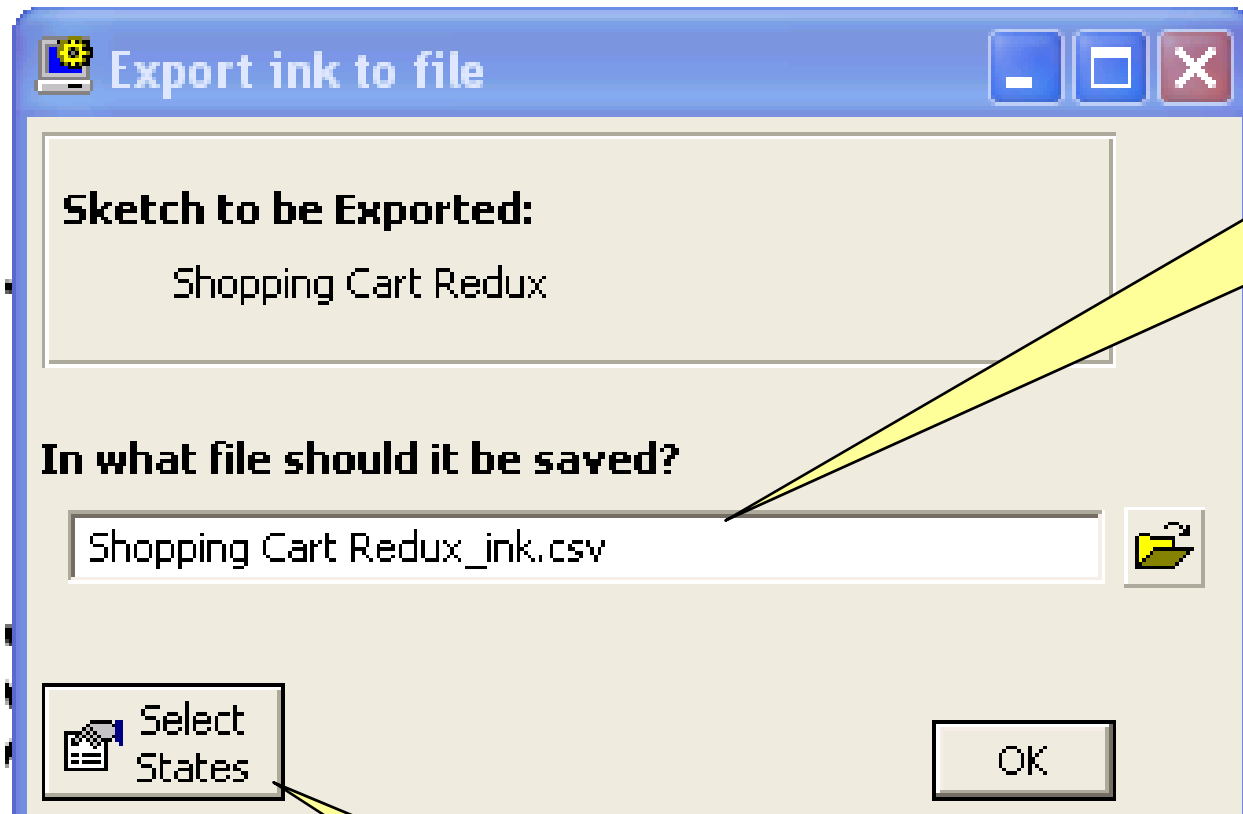 Export ink to file
Sketch to be Exported:
Shopping Cart Redux
In what file should it be saved?
Shopping Cart Redux_ink.csv
Select
States
OK